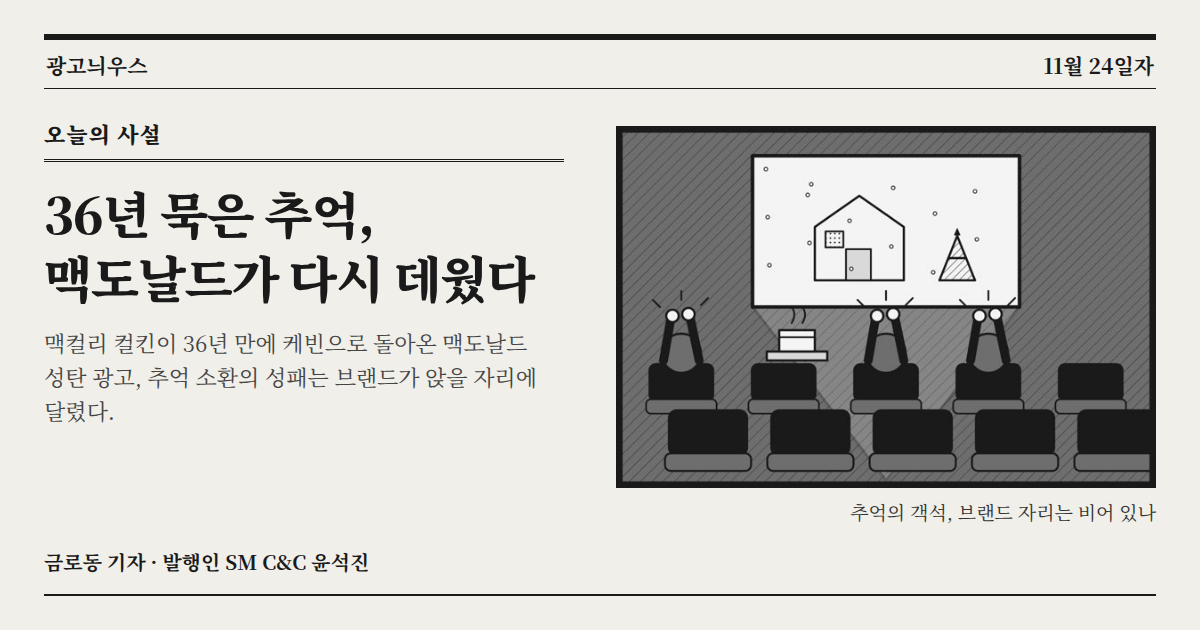 광고늬우스
11월 24일자
오늘의 사설
36년 묵은 추억,
맥도날드가 다시 데웠다
맥컬리 컬킨이 36년 만에 케빈으로 돌아온 맥도날드
성탄 광고, 추억 소환의 성패는 브랜드가 앉을 자리에
달렸다.
추억의 객석, 브랜드 자리는 비어 있나
금로동 기자 · 발행인 SM C&C 윤석진